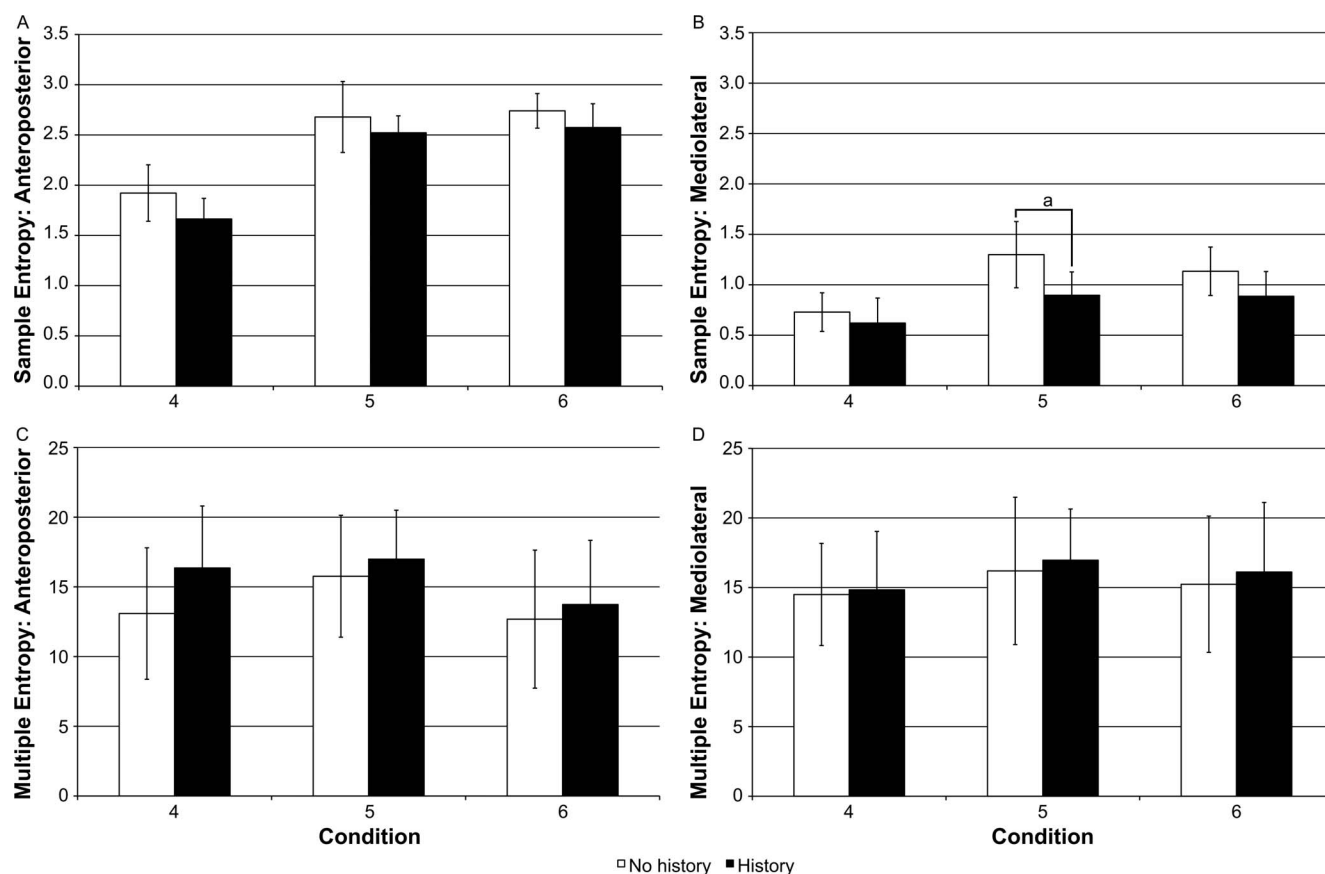 A
Sample Entropy: Anteroposterior
3.5
3.0
2.5
2.0
1.5
1.0
0.5
0.0
4 5 6
B
Sample Entropy: Mediolateral
3.5
3.0
2.5
2.0
1.5
1.0
0.5
0.0
a
4 5 6
C
Multiple Entropy: Anteroposterior
25
20
15
10
5
0
4 5 6
Condition
D
Multiple Entropy: Mediolateral
25
20
15
10
5
0
4 5 6
Condition
No history History